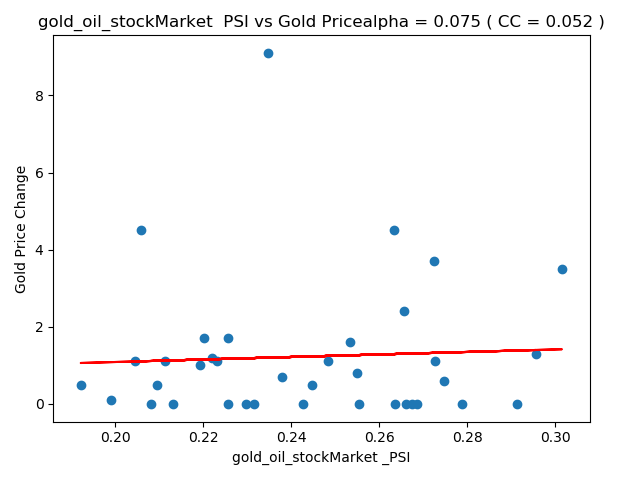 gold_oil_stockMarket  PSI vs Gold Pricealpha = 0.075 ( CC = 0.052 )
Gold Price Change
8
6
4
2
0
0.20 0.22 0.24 0.26 0.28 0.30
gold_oil_stockMarket _PSI